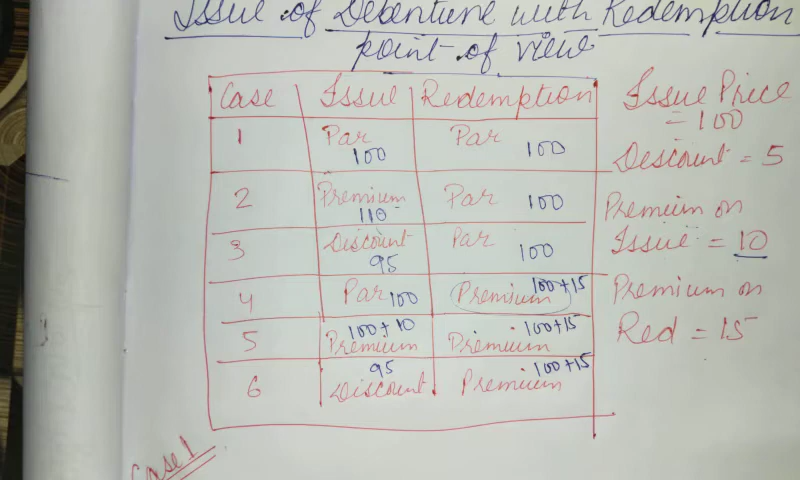 Issue of Debenture with Redemption
point of view
Case Issue Redemption
1 Par 100 Par 100
2 Premium 110 Par 100
3 Discount 95 Par 100
4 Par 100 Premium 100+15
5 Premium 100+10 Premium 100+15
6 Discount 95 Premium 100+15
Issue Price
= 100
Discount = 5
Premium on
Issue = 10
Premium on
Red = 15
Case 1